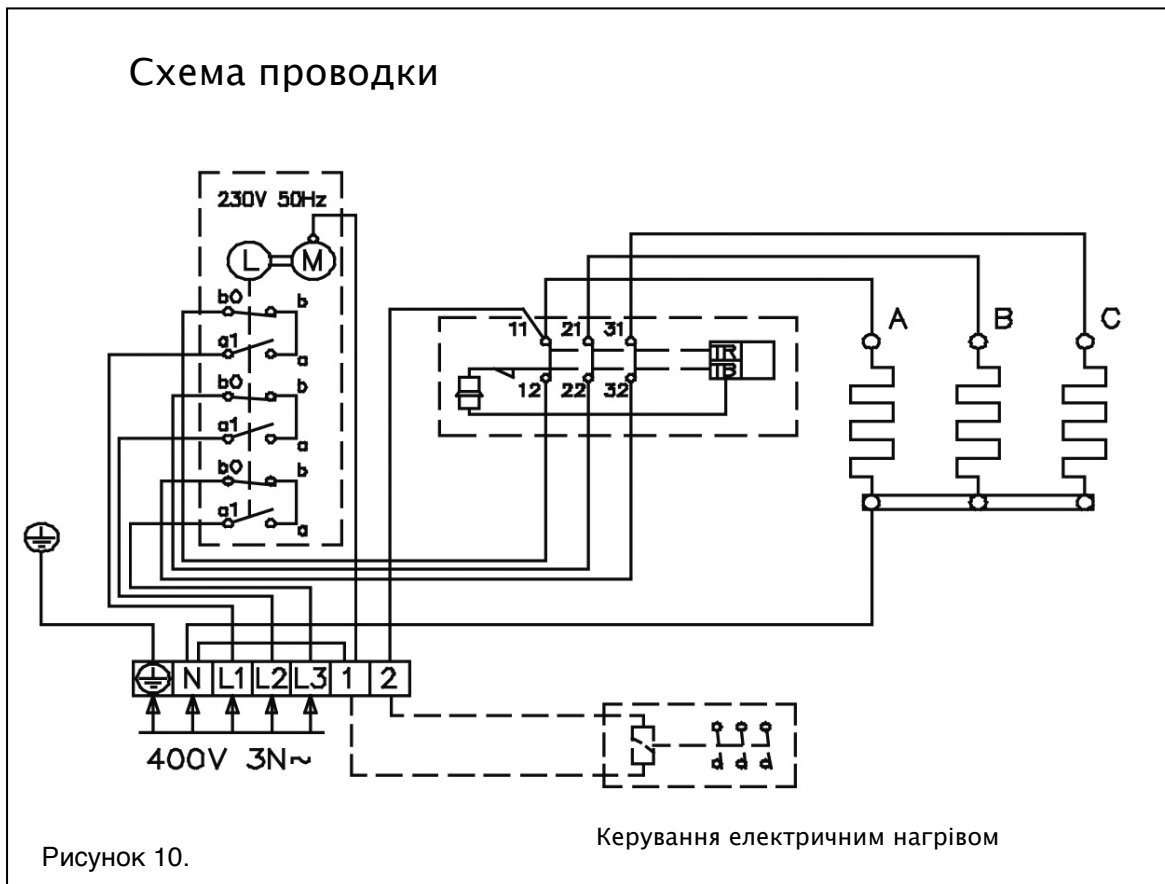 Схема проводки
230V 50Hz
L M
b0 b
a1 a
b0 b
a1 a
b0 b
a1 a
11 21 31
TR
TB
12 22 32
A B C
N L1 L2 L3 1 2
400V 3N~
Керування електричним нагрівом
Рисунок 10.